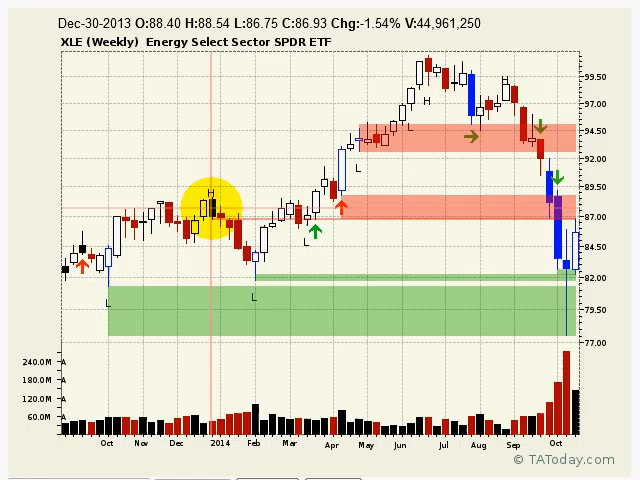 Dec-30-2013 O:88.40 H:88.54 L:86.75 C:86.93 Chg:-1.54% V:44,961,250
XLE (Weekly) Energy Select Sector SPDR ETF
99.50
H
97.00
H
94.50
L
92.00
L
89.50
H
87.00
84.50
L
82.00
L
L
79.50
77.00
240.0M A
180.0M A
120.0M A
60.0M A
A
Oct Nov Dec 2014 Feb Mar Apr May Jun Jul Aug Sep Oct
© TAToday.com